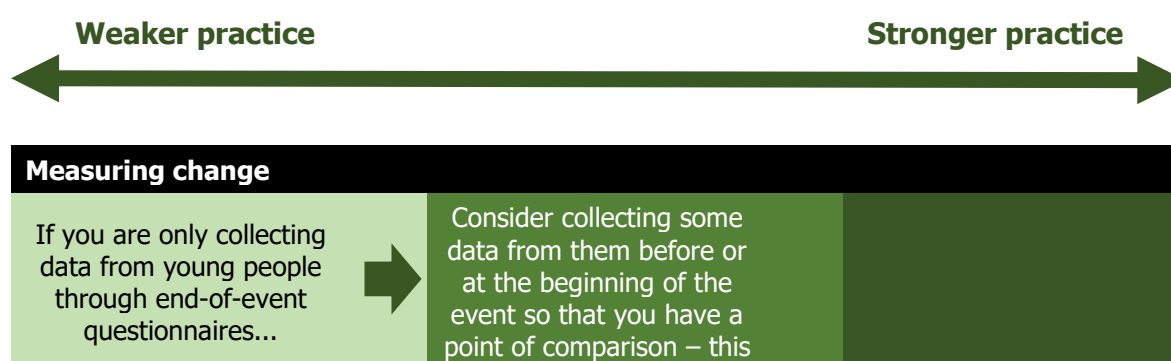 Weaker practice
Stronger practice
Measuring change
If you are only collecting
data from young people
through end-of-event
questionnaires...
Consider collecting some
data from them before or
at the beginning of the
event so that you have a
point of comparison – this